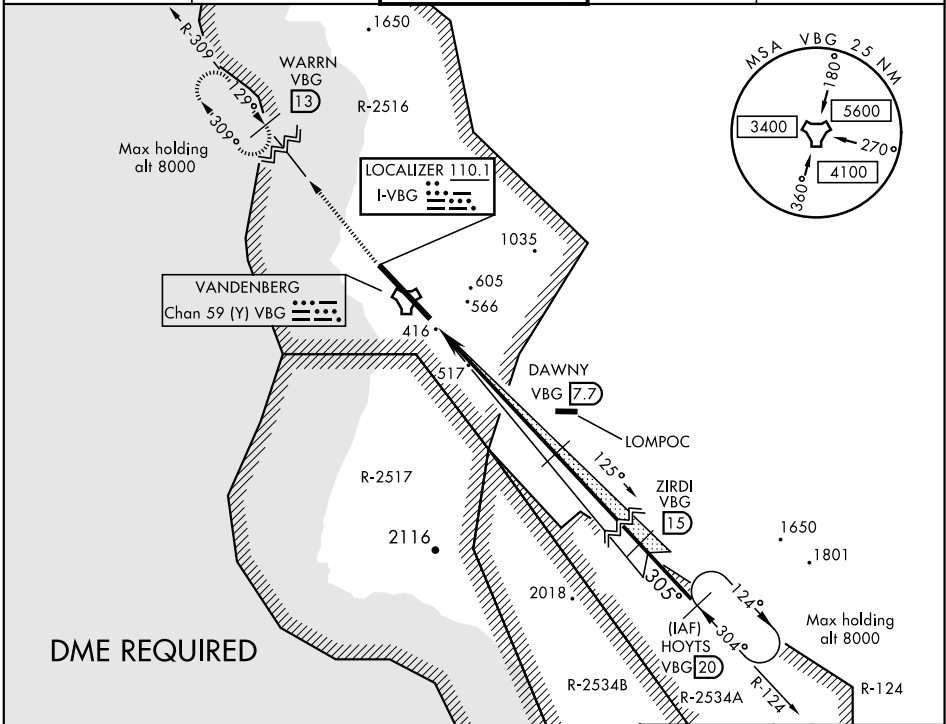 1650
R-309
WARRN
VBG
13
129°
309°
R-2516
Max holding
alt 8000
MSA VBG 25 NM
180°
5600
3400
270°
4100
360°
LOCALIZER 110.1
I-VBG
1035
605
566
VANDENBERG
Chan 59 (Y) VBG
416
517
DAWNY
VBG 7.7
LOMPOC
125°
R-2517
ZIRDI
VBG
15
1650
1801
2116
305°
124°
2018
304°
Max holding
alt 8000
(IAF)
HOYTS
VBG 20
DME REQUIRED
R-2534B
R-2534A
R-124
R-124